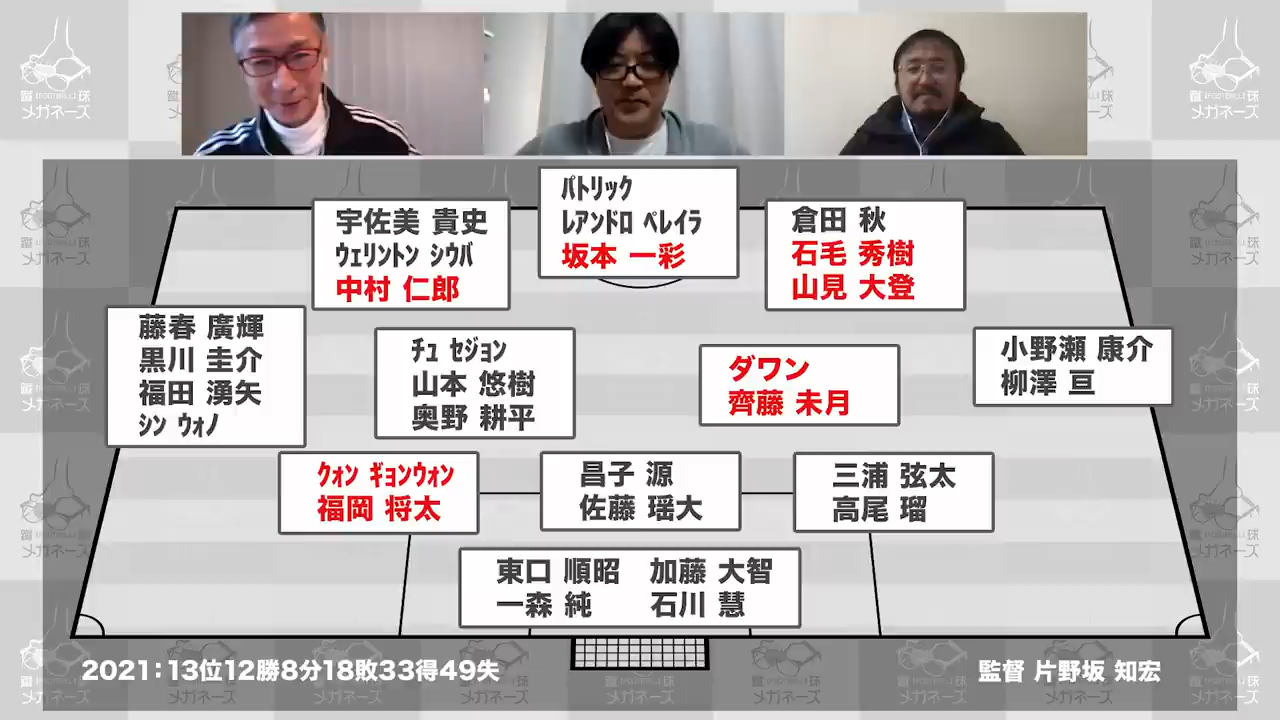 パトリック
レアンドロ ペレイラ
坂本 一彩
宇佐美 貴史
ウェリントン シウバ
中村 仁郎
倉田 秋
石毛 秀樹
山見 大登
藤春 廣輝
黒川 圭介
福田 湧矢
シン ウォノ
チュ セジョン
山本 悠樹
奥野 耕平
ダワン
齊藤 未月
小野瀬 康介
柳澤 亘
クォン ギョンウォン
福岡 将太
昌子 源
佐藤 瑶大
三浦 弦太
高尾 瑠
東口 順昭 加藤 大智
一森 純 石川 慧
2021:13位12勝8分18敗33得49失
監督 片野坂 知宏
蹴(FOOTBALL)球
メガネーズ